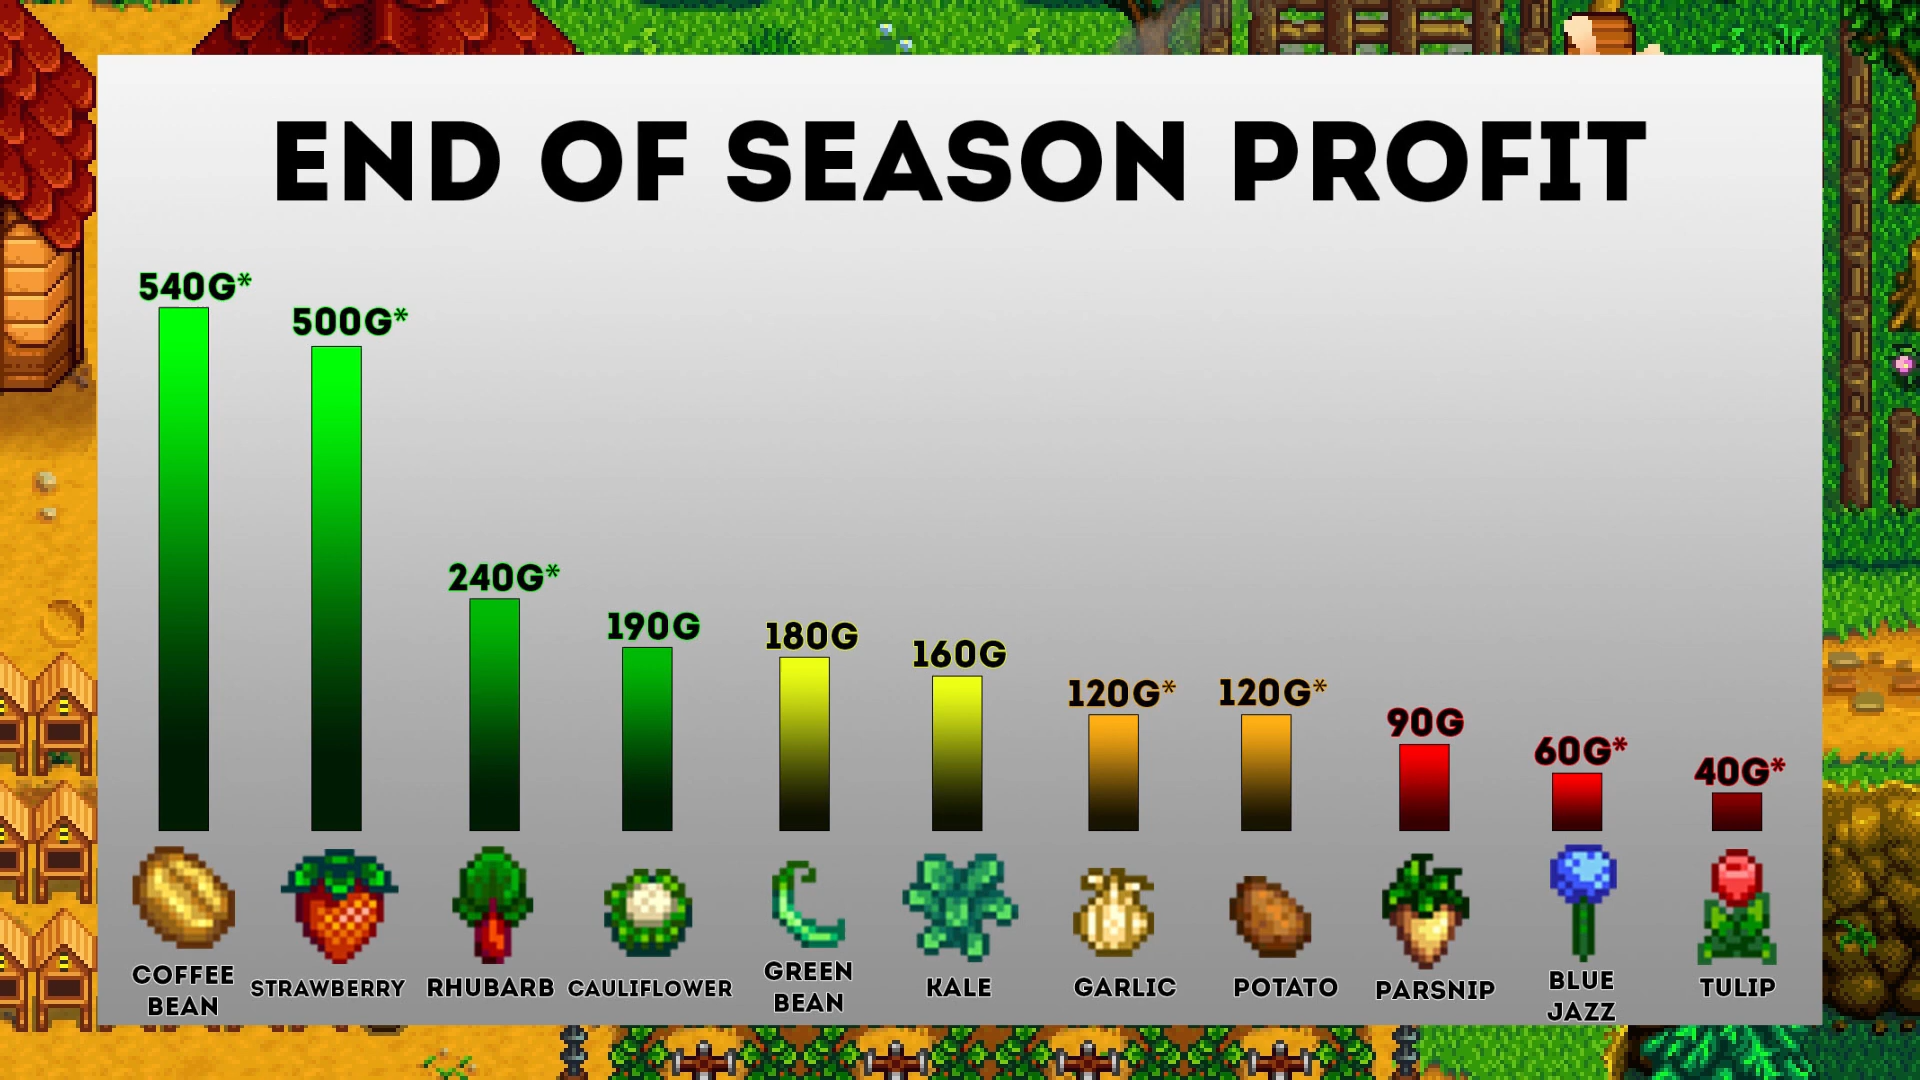 END OF SEASON PROFIT
540G*
500G*
240G*
190G
180G
160G
120G*
120G*
90G
60G*
40G*
COFFEE
BEAN
STRAWBERRY
RHUBARB
CAULIFLOWER
GREEN
BEAN
KALE
GARLIC
POTATO
PARSNIP
BLUE
JAZZ
TULIP